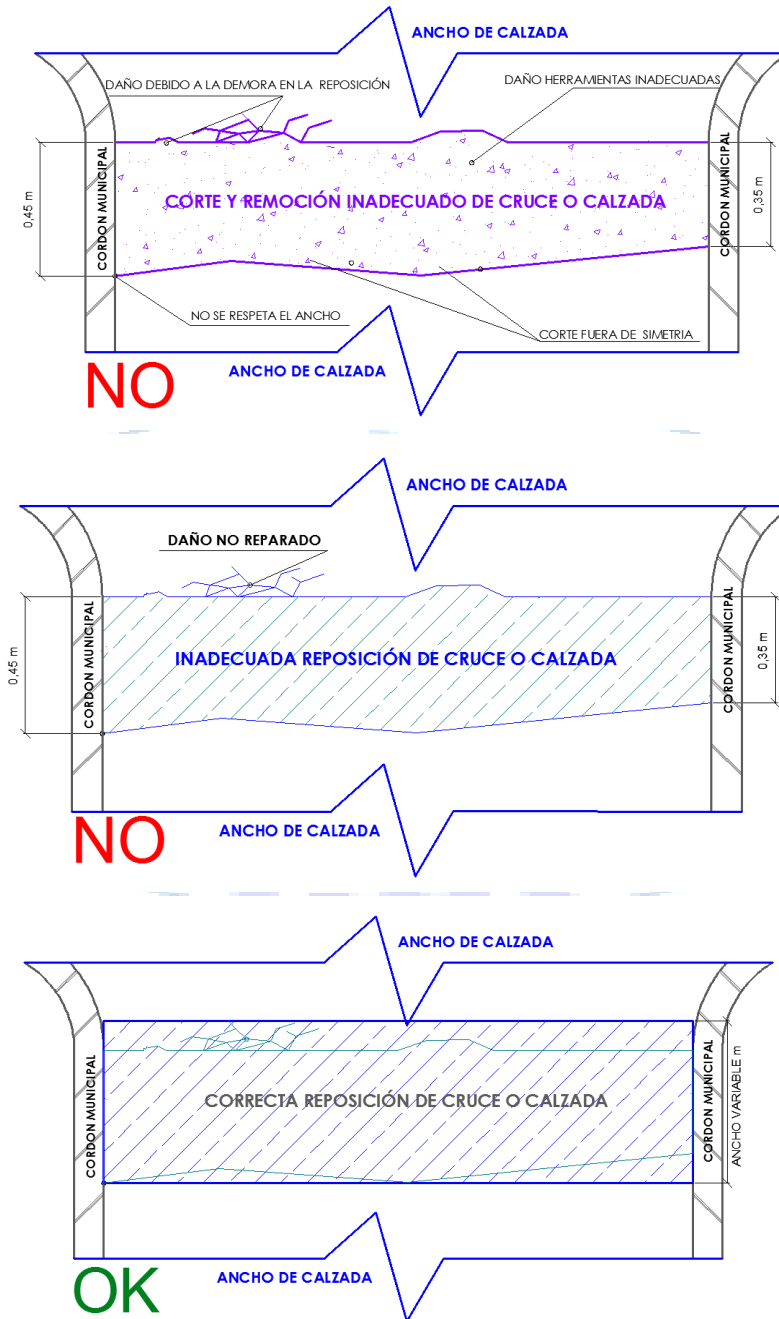 ANCHO DE CALZADA
DAÑO DEBIDO A LA DEMORA EN LA REPOSICIÓN
DAÑO HERRAMIENTAS INADECUADAS
0,45 m
CORDON MUNICIPAL
CORTE Y REMOCIÓN INADECUADO DE CRUCE O CALZADA
CORDON MUNICIPAL
0,35 m
NO SE RESPETA EL ANCHO
CORTE FUERA DE SIMETRIA
ANCHO DE CALZADA
NO
ANCHO DE CALZADA
DAÑO NO REPARADO
0,45 m
CORDON MUNICIPAL
INADECUADA REPOSICIÓN DE CRUCE O CALZADA
CORDON MUNICIPAL
0,35 m
ANCHO DE CALZADA
NO
ANCHO DE CALZADA
CORDON MUNICIPAL
CORRECTA REPOSICIÓN DE CRUCE O CALZADA
CORDON MUNICIPAL
ANCHO VARIABLE m
ANCHO DE CALZADA
OK